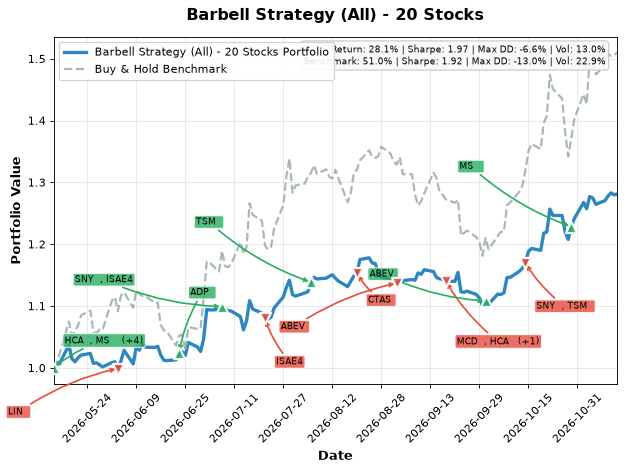 Barbell Strategy (All) - 20 Stocks
Barbell Strategy (All) - 20 Stocks Portfolio
Buy & Hold Benchmark
Return: 28.1% | Sharpe: 1.97 | Max DD: -6.6% | Vol: 13.0%
51.0% | Sharpe: 1.92 | Max DD: -13.0% | Vol: 22.9%
Portfolio Value
1.5
1.4
1.3
1.2
1.1
1.0
MS
TSM
SNY , ISAE4
ADP
ABEV
CTAS
SNY , TSM
ABEV
HCA , MS (+4)
MCD , HCA (+1)
ISAE4
LIN
2026-05-24
2026-06-09
2026-06-25
2026-07-11
2026-07-27
2026-08-12
2026-08-28
2026-09-13
2026-09-29
2026-10-15
2026-10-31
Date